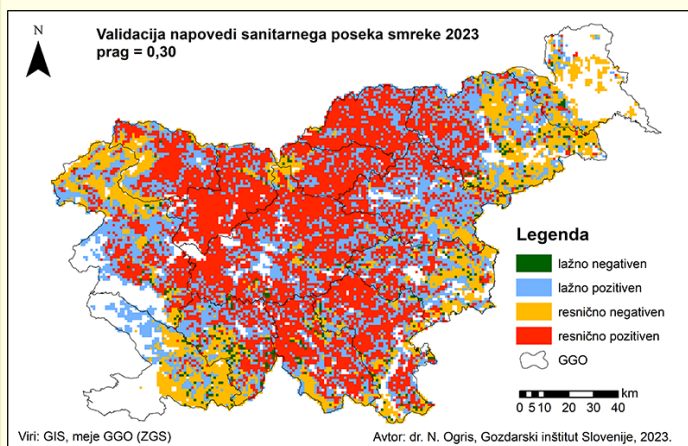 N
Validacija napovedi sanitarnega poseka smreke 2023
prag = 0,30
Legenda
lažno negativen
lažno pozitiven
resnično negativen
resnično pozitiven
GGO
km
0 5 10 20 30 40
Viri: GIS, meje GGO (ZGS)
Avtor: dr. N. Ogris, Gozdarski inštitut Slovenije, 2023.